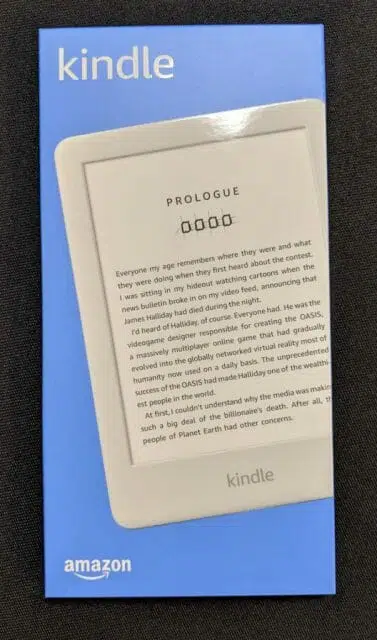 kindle
PROLOGUE
0000
Everyone my age remembers where they were and what
they were doing when they first heard about the contest.
I was sitting in my hideout watching cartoons when the
news bulletin broke in on my video feed, announcing that
James Halliday had died during the night.
I'd heard of Halliday, of course. Everyone had. He was the
videogame designer responsible for creating the OASIS,
a massively multiplayer online game that had gradually
evolved into the globally networked virtual reality most of
humanity now used on a daily basis. The unprecedented
success of the OASIS had made Halliday one of the wealthi-
est people in the world.
At first, I couldn't understand why the media was makin
such a big deal of the billionaire's death. After all, th
people of Planet Earth had other concerns.
kindle
amazon